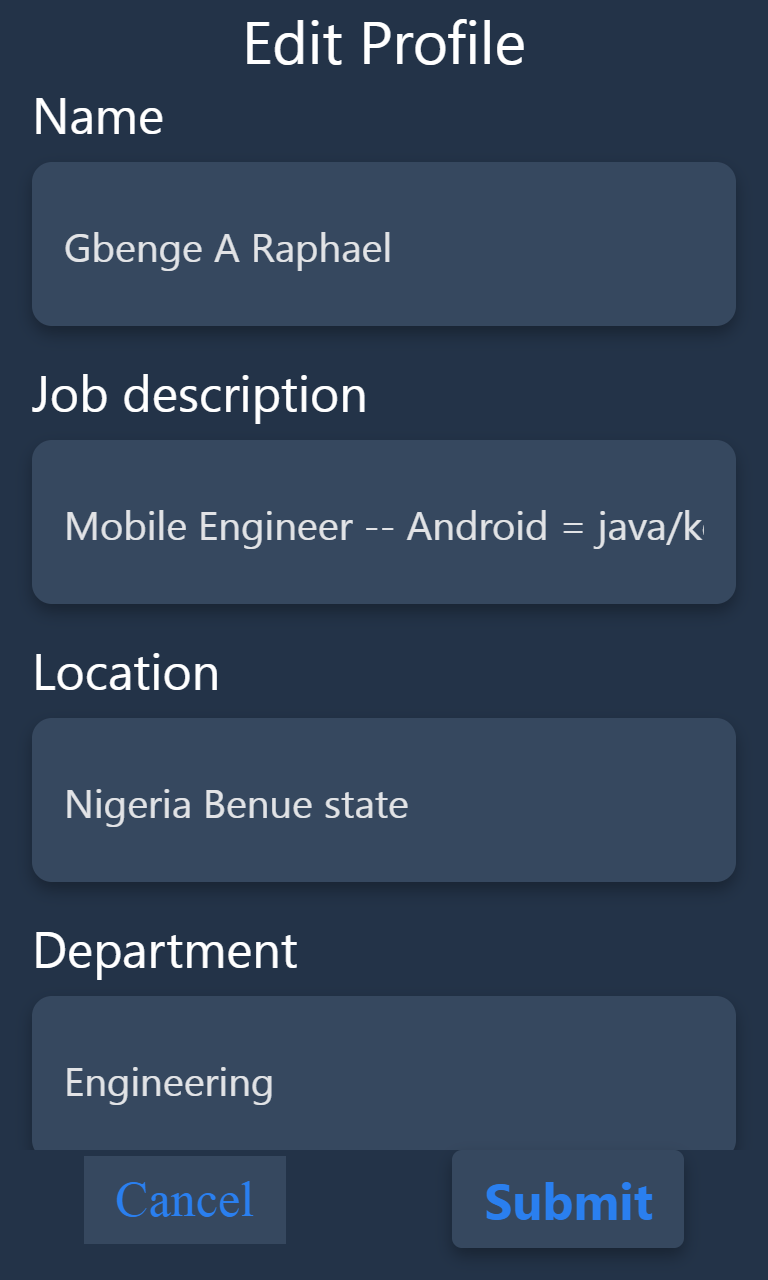 Edit Profile
Name
Gbenge A Raphael
Job description
Mobile Engineer -- Android = java/k
Location
Nigeria Benue state
Department
Engineering
Cancel Submit